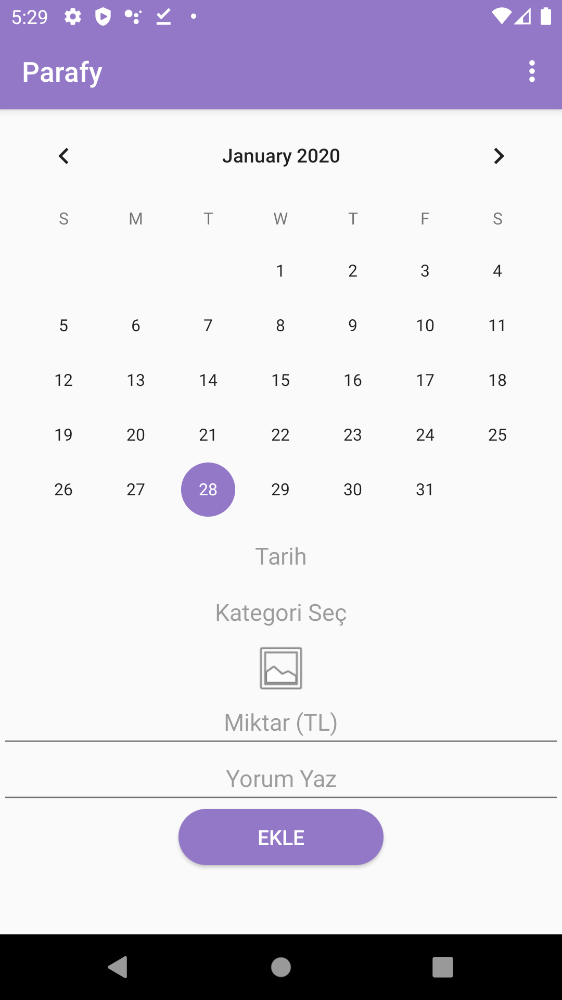 5:29
Parafy
January 2020
S M T W T F S
1 2 3 4
5 6 7 8 9 10 11
12 13 14 15 16 17 18
19 20 21 22 23 24 25
26 27 28 29 30 31
Tarih
Kategori Seç
Miktar (TL)
Yorum Yaz
EKLE